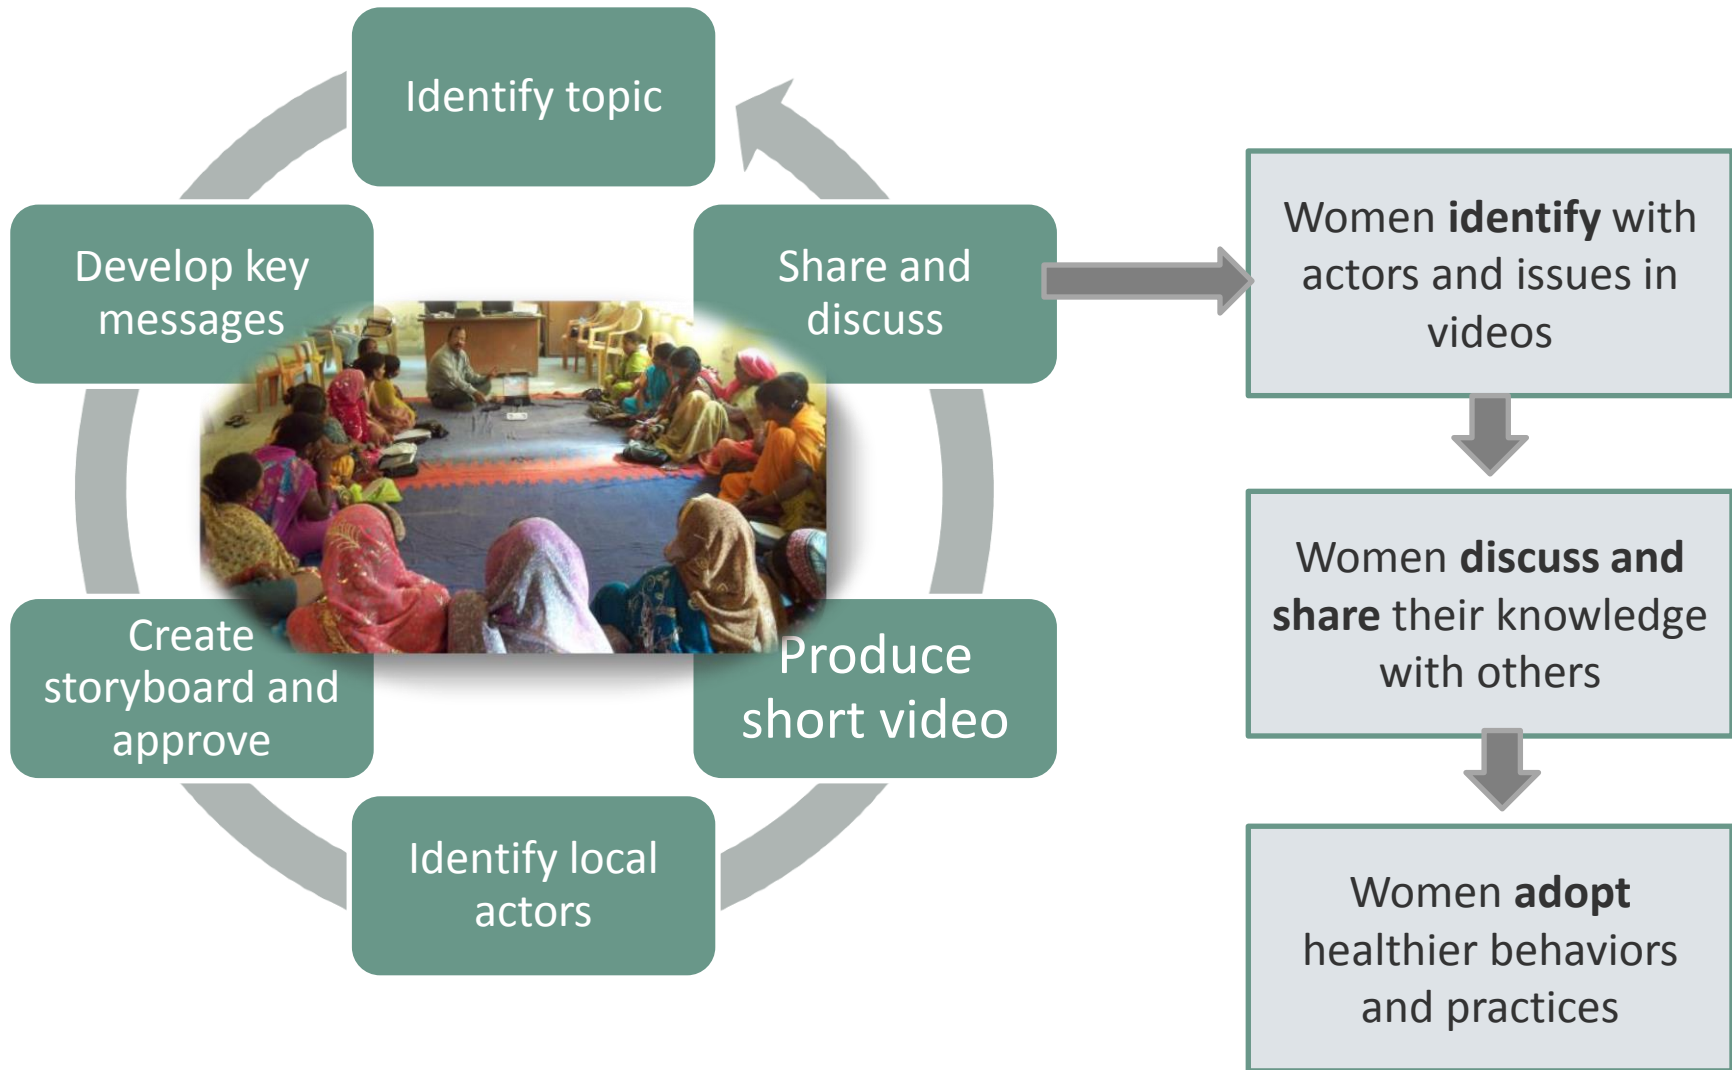 Identify topic
Develop key
messages
Create
storyboard and
approve
Identify local
actors
Produce
short video
Share and
discuss
Women identify with
actors and issues in
videos
Women discuss and
share their knowledge
with others
Women adopt
healthier behaviors
and practices